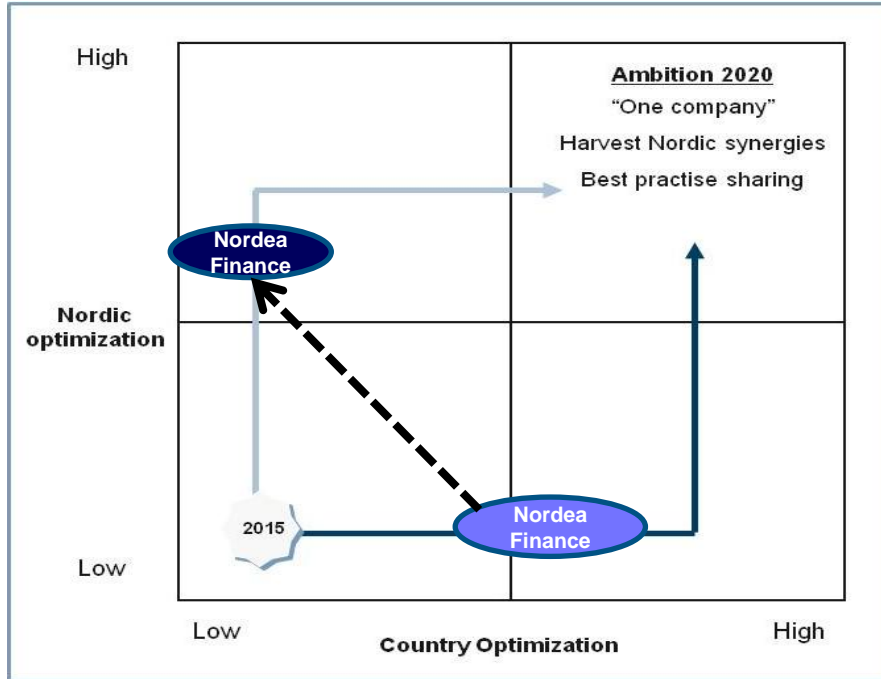 High
Ambition 2020
“One company”
Harvest Nordic synergies
Best practise sharing
Nordea
Finance
Nordic
optimization
2015
Nordea
Finance
Low
Low
Country Optimization
High